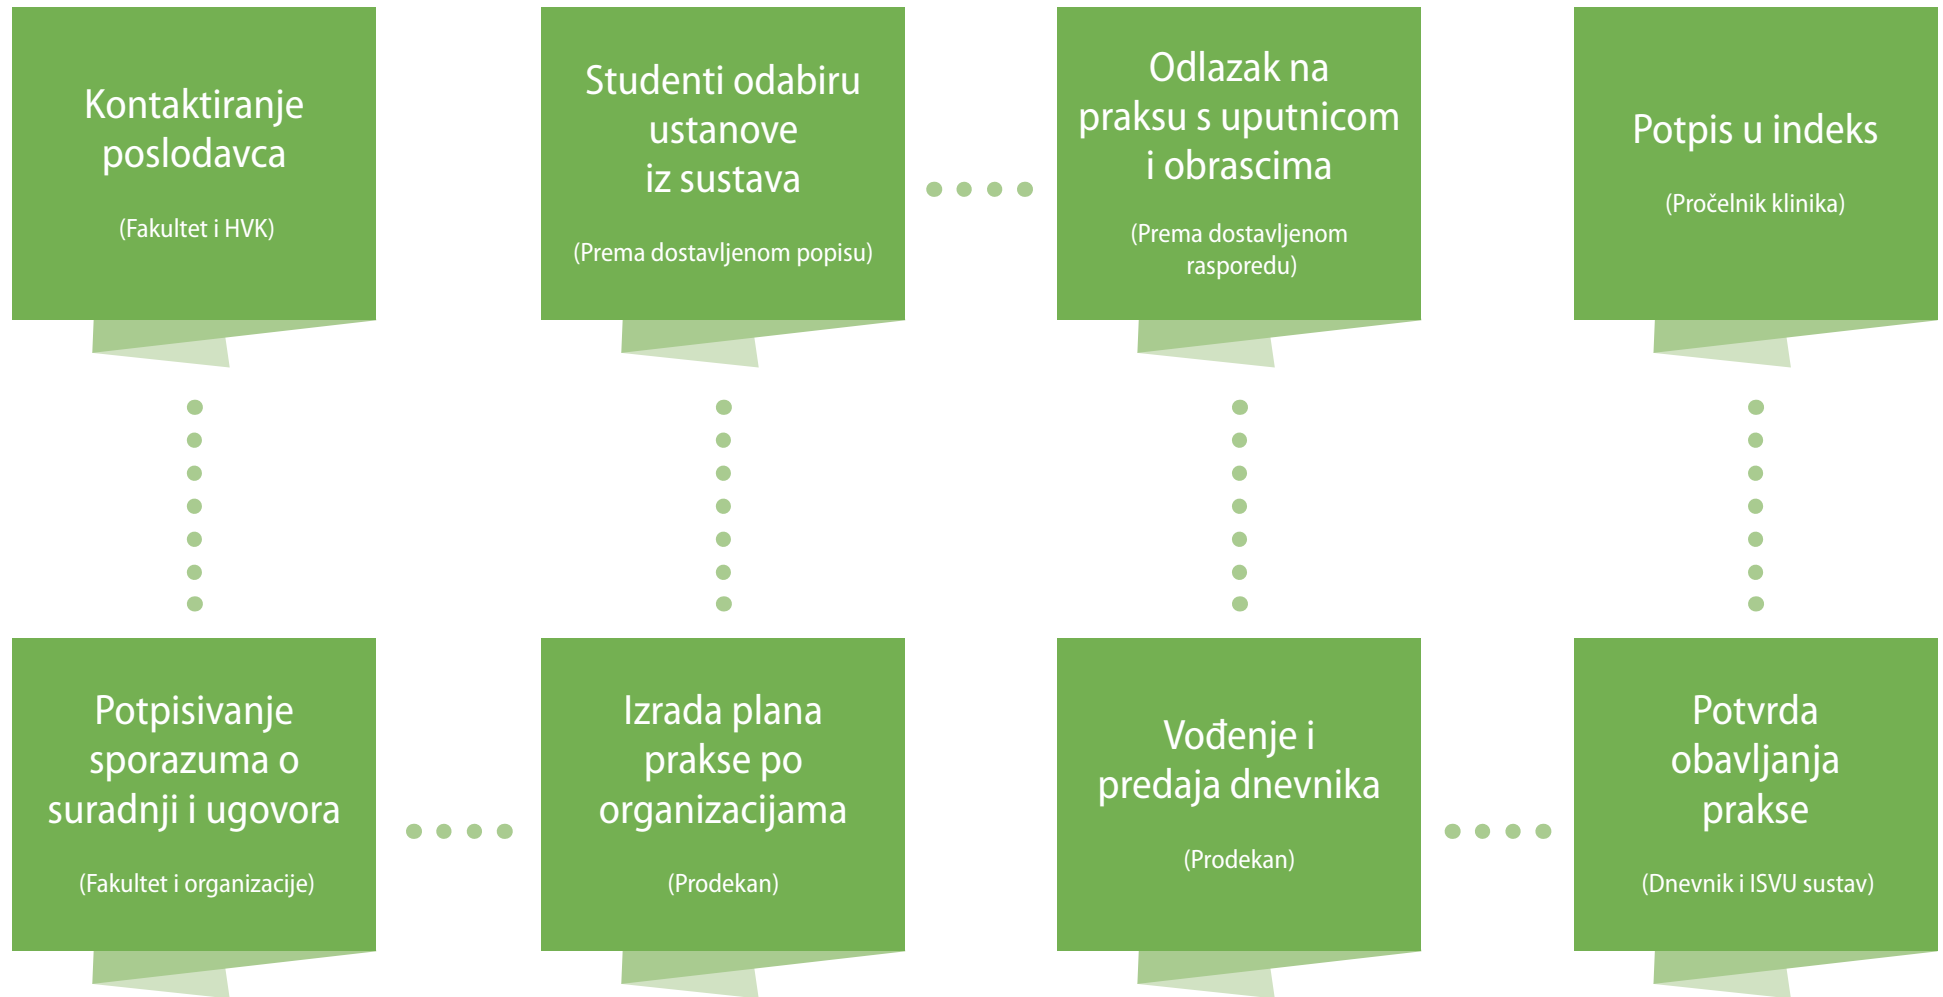 Kontaktiranje
poslodavca
(Fakultet i HVK)
Studenti odabiru
ustanove
iz sustava
(Prema dostavljenom popisu)
Odlazak na
praksu s uputnicom
i obrascima
(Prema dostavljenom
rasporedu)
Potpis u indeks
(Pročelnik klinika)
Potpisivanje
sporazuma o
suradnji i ugovora
(Fakultet i organizacije)
Izrada plana
prakse po
organizacijama
(Prodekan)
Vođenje i
predaja dnevnika
(Prodekan)
Potvrda
obavljanja
prakse
(Dnevnik i ISVU sustav)